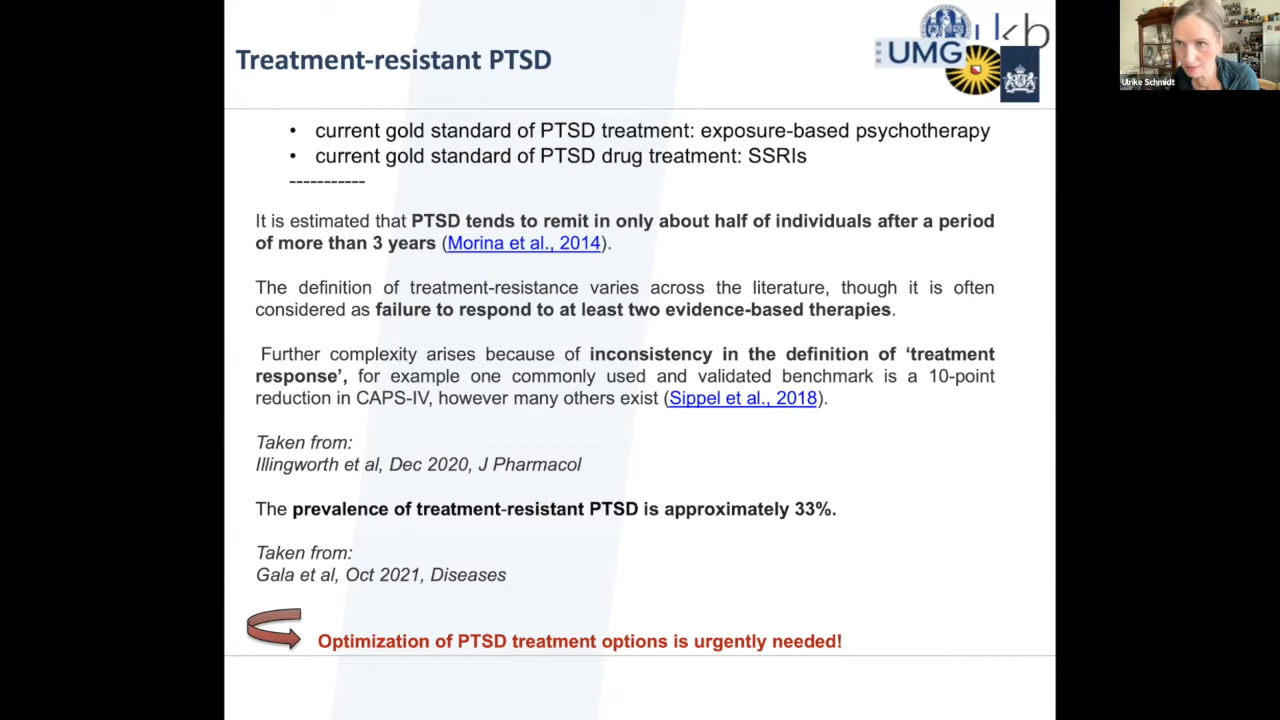 Treatment-resistant PTSD
ukb
UMG
Ulrike Schmidt
• current gold standard of PTSD treatment: exposure-based psychotherapy
• current gold standard of PTSD drug treatment: SSRIs
-----------
It is estimated that PTSD tends to remit in only about half of individuals after a period
of more than 3 years (Morina et al., 2014).
The definition of treatment-resistance varies across the literature, though it is often
considered as failure to respond to at least two evidence-based therapies.
Further complexity arises because of inconsistency in the definition of ‘treatment
response’, for example one commonly used and validated benchmark is a 10-point
reduction in CAPS-IV, however many others exist (Sippel et al., 2018).
Taken from:
Illingworth et al, Dec 2020, J Pharmacol
The prevalence of treatment-resistant PTSD is approximately 33%.
Taken from:
Gala et al, Oct 2021, Diseases
Optimization of PTSD treatment options is urgently needed!